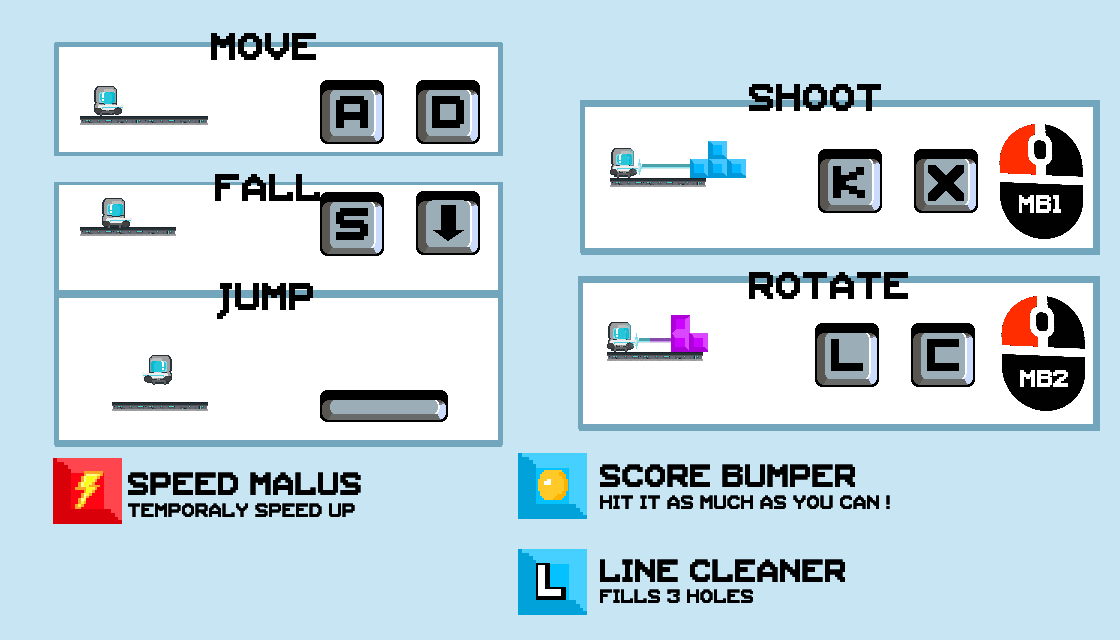 MOVE
A D
FALL
S
JUMP
SHOOT
K X MB1
ROTATE
L C MB2
SPEED MALUS
TEMPORALY SPEED UP
SCORE BUMPER
HIT IT AS MUCH AS YOU CAN !
L
LINE CLEANER
FILLS 3 HOLES